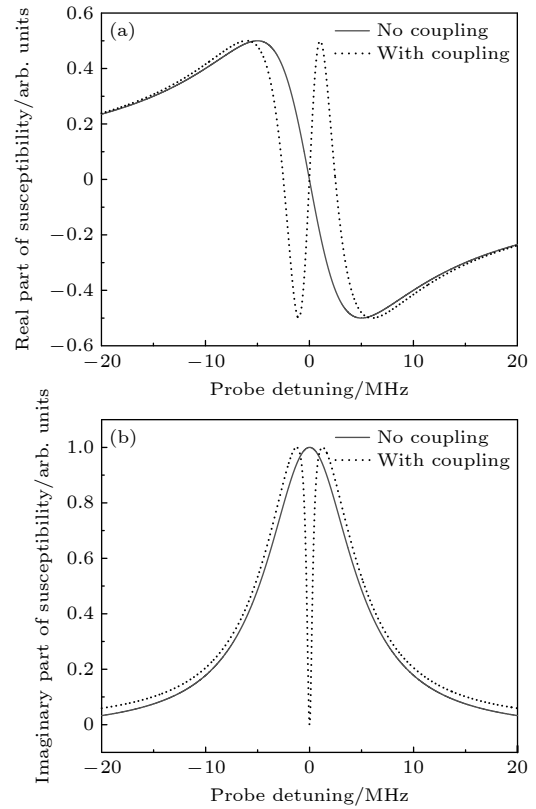 0.6
(a)
No coupling
With coupling
0.4
0.2
0
−0.2
−0.4
−0.6
Real part of susceptibility/arb. units
−20
−10
0
10
20
Probe detuning/MHz
(b)
No coupling
With coupling
1.0
0.8
0.6
0.4
0.2
0
Imaginary part of susceptibility/arb. units
−20
−10
0
10
20
Probe detuning/MHz